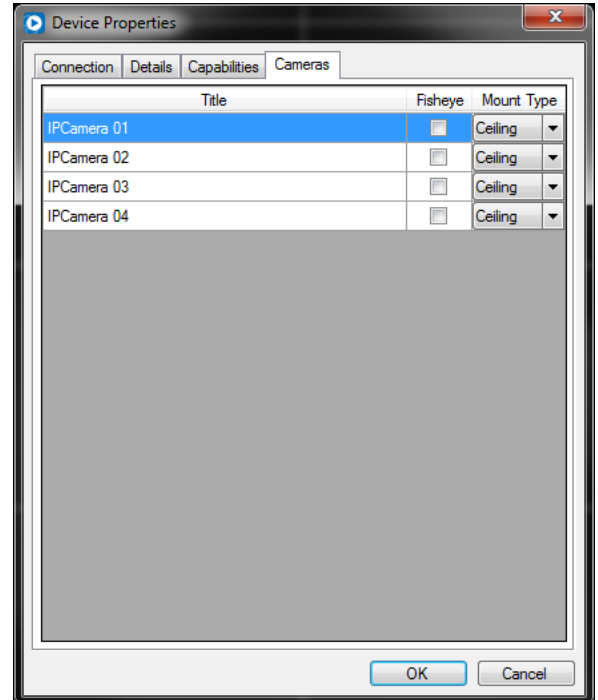 Device Properties
Connection Details Capabilities Cameras
Title Fisheye Mount Type
IPCamera 01 Ceiling
IPCamera 02 Ceiling
IPCamera 03 Ceiling
IPCamera 04 Ceiling
OK Cancel